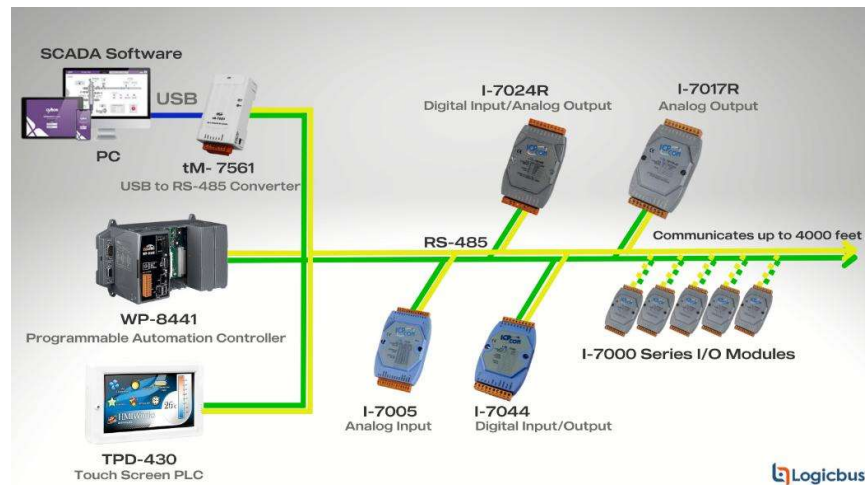 SCADA Software
USB
PC
tM- 7561
USB to RS-485 Converter
I-7024R
Digital Input/Analog Output
I-7017R
Analog Output
RS-485
Communicates up to 4000 feet
WP-8441
Programmable Automation Controller
I-7005
Analog Input
I-7044
Digital Input/Output
I-7000 Series I/O Modules
HMIWorks
26
TPD-430
Touch Screen PLC
Logicbus